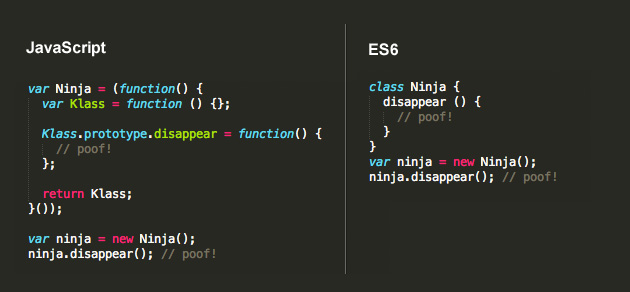 JavaScript
var Ninja = (function() {
  var Klass = function () {};
  Klass.prototype.disappear = function() {
    // poof!
  };
  return Klass;
}());
var ninja = new Ninja();
ninja.disappear(); // poof!
ES6
class Ninja {
  disappear () {
    // poof!
  }
}
var ninja = new Ninja();
ninja.disappear(); // poof!